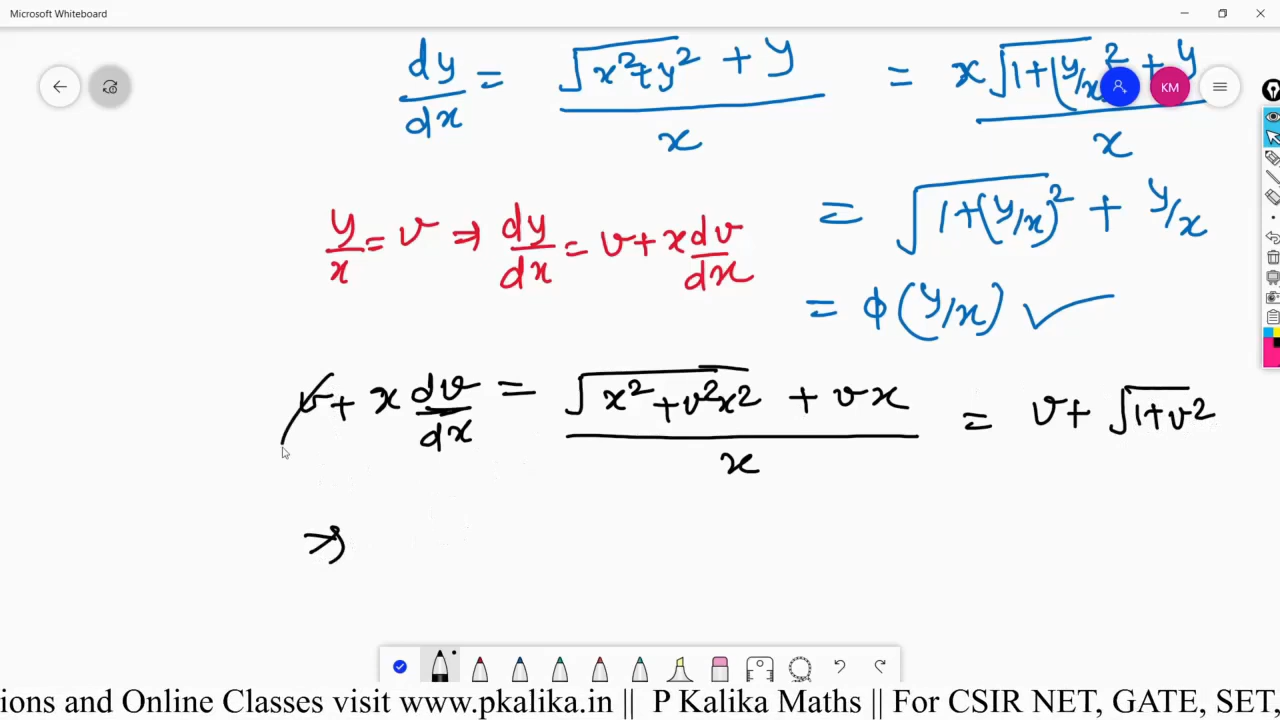 Microsoft Whiteboard
dy/dx = (√(x²+y²) + y)/x = (x√(1+(y/x)²) + y)/x
KM
= √(1+(y/x)²) + y/x
y/x = v ⇒ dy/dx = v + x dv/dx
= ϕ(y/x) ✓
v + x dv/dx = (√(x²+v²x²) + vx)/x = v + √(1+v²)
⇒
ions and Online Classes visit www.pkalika.in || P Kalika Maths || For CSIR NET, GATE, SET,